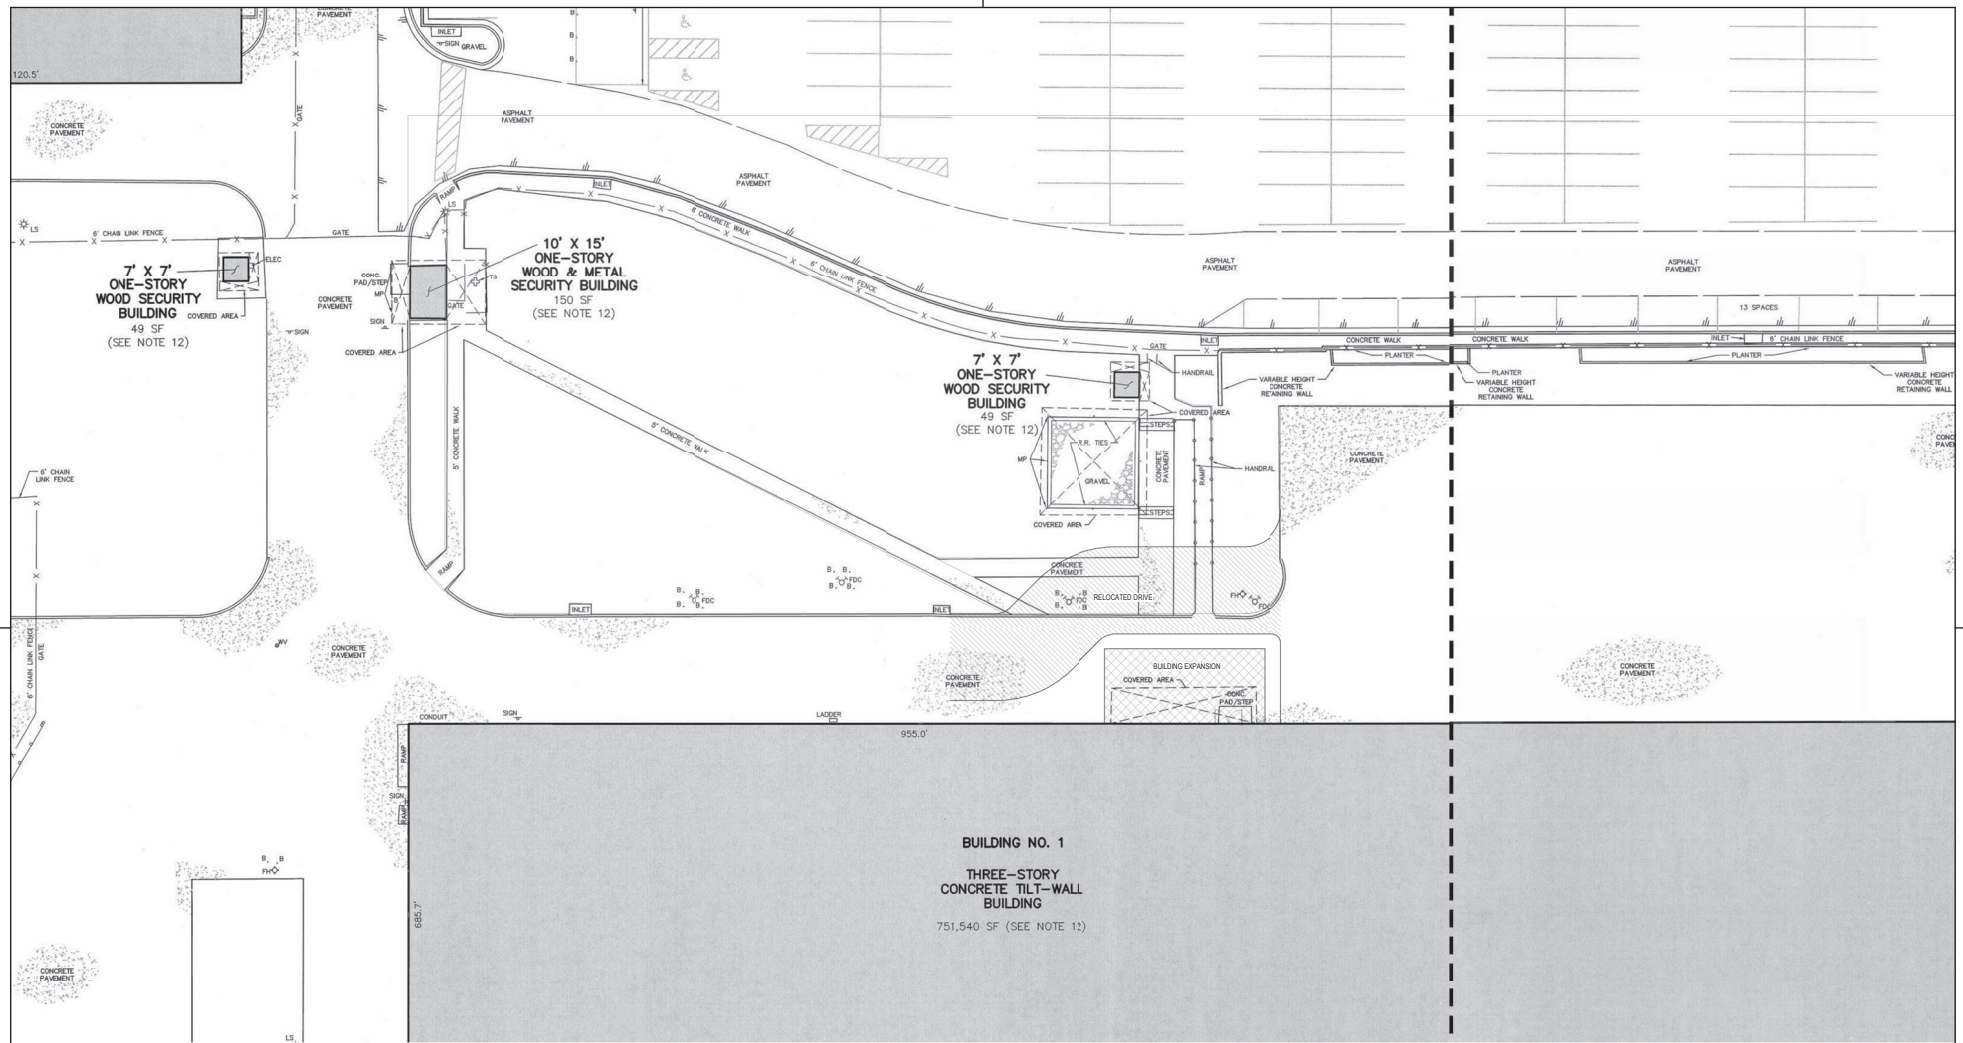 CONCRETE
PAVEMENT
INLET
SIGN
GRAVEL
B
B
B
120.5'
GATE
CONCRETE
PAVEMENT
ASPHALT
PAVEMENT
ASPHALT
PAVEMENT
INLET
RAMP
LS
6' CONCRETE WALK
LS
6' CHAIN LINK FENCE
GATE
ELEC
7' X 7'
ONE-STORY
WOOD SECURITY
BUILDING
49 SF
(SEE NOTE 12)
COVERED AREA
CONC.
PAD/STEP
MP
B
CONCRETE
PAVEMENT
SIGN
SIGN
COVERED AREA
GATE
TS
10' X 15'
ONE-STORY
WOOD & METAL
SECURITY BUILDING
150 SF
(SEE NOTE 12)
6' CHAIN LINK FENCE
ASPHALT
PAVEMENT
ASPHALT
PAVEMENT
13 SPACES
GATE
INLET
CONCRETE WALK
CONCRETE WALK
INLET
6' CHAIN LINK FENCE
PLANTER
PLANTER
7' X 7'
ONE-STORY
WOOD SECURITY
BUILDING
49 SF
(SEE NOTE 12)
HANDRAIL
VARIABLE HEIGHT
CONCRETE
RETAINING WALL
PLANTER
VARIABLE HEIGHT
CONCRETE
RETAINING WALL
VARIABLE HEIGHT
CONCRETE
RETAINING WALL
COVERED AREA
STEPS
R.R. TIES
MP
GRAVEL
CONCRETE
PAVEMENT
RAMP
HANDRAIL
STEPS
COVERED AREA
CONCRETE
PAVEMENT
CONC
PAVE
5' CONCRETE WALK
5' CONCRETE WALK
6' CHAIN
LINK FENCE
RAMP
B. B.
FDC
B. B.
B. B.
FDC
B. B.
CONCRETE
PAVEMENT
B B
FDC
B B
RELOCATED DRIVE
FH
FDC
INLET
INLET
6' CHAIN LINK FENCE
GATE
WV
CONCRETE
PAVEMENT
CONCRETE
PAVEMENT
BUILDING EXPANSION
COVERED AREA
CONC.
PAD/STEP
CONCRETE
PAVEMENT
CONDUIT
SIGN
LADDER
955.0'
RAMP
SIGN
RAMP
685.7'
BUILDING NO. 1
THREE-STORY
CONCRETE TILT-WALL
BUILDING
751,540 SF (SEE NOTE 12)
B. B
FH
CONCRETE
PAVEMENT
LS